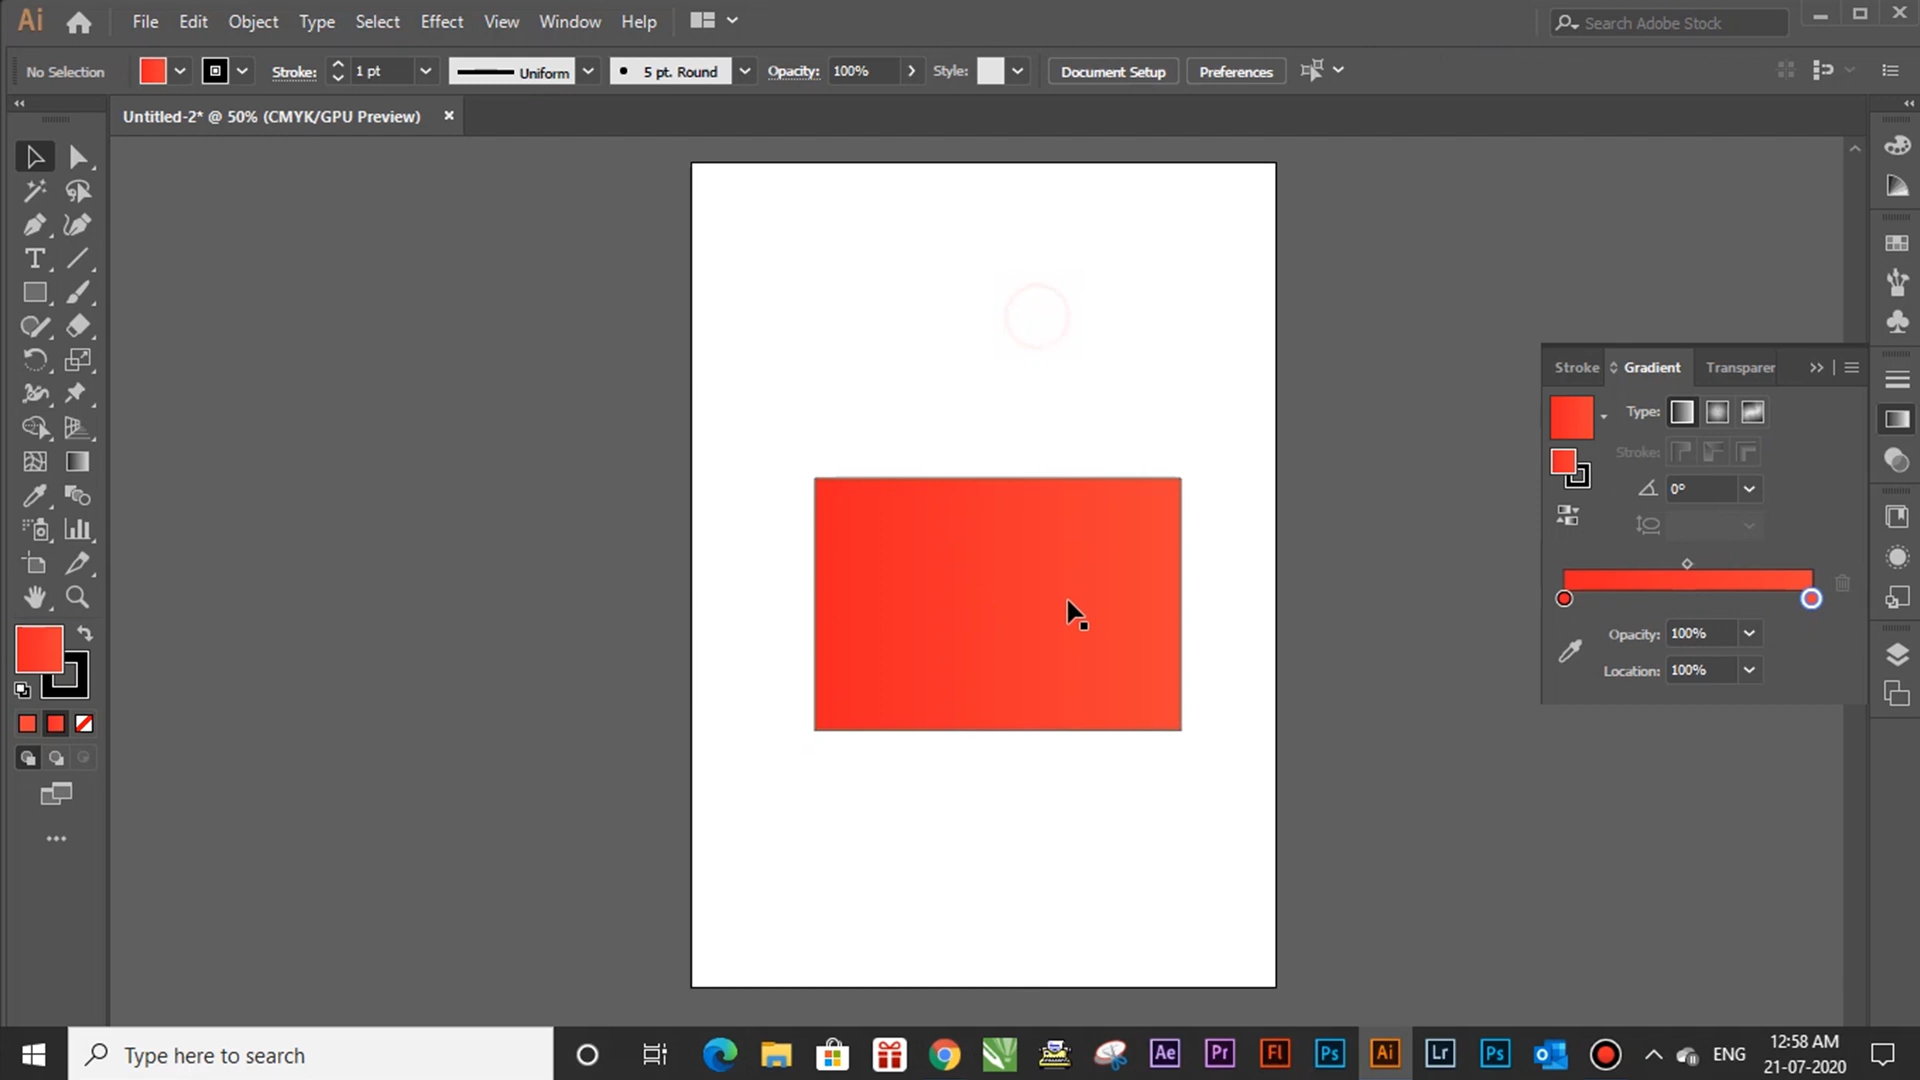 Ai File Edit Object Type Select Effect View Window Help Search Adobe Stock
No Selection Stroke: 1 pt Uniform 5 pt. Round Opacity: 100% Style: Document Setup Preferences
Untitled-2* @ 50% (CMYK/GPU Preview)
Stroke Gradient Transparer
Type:
Stroke:
0°
Opacity: 100%
Location: 100%
Type here to search
Ae Pr Fl Ps Ai Lr Ps
ENG
12:58 AM
21-07-2020